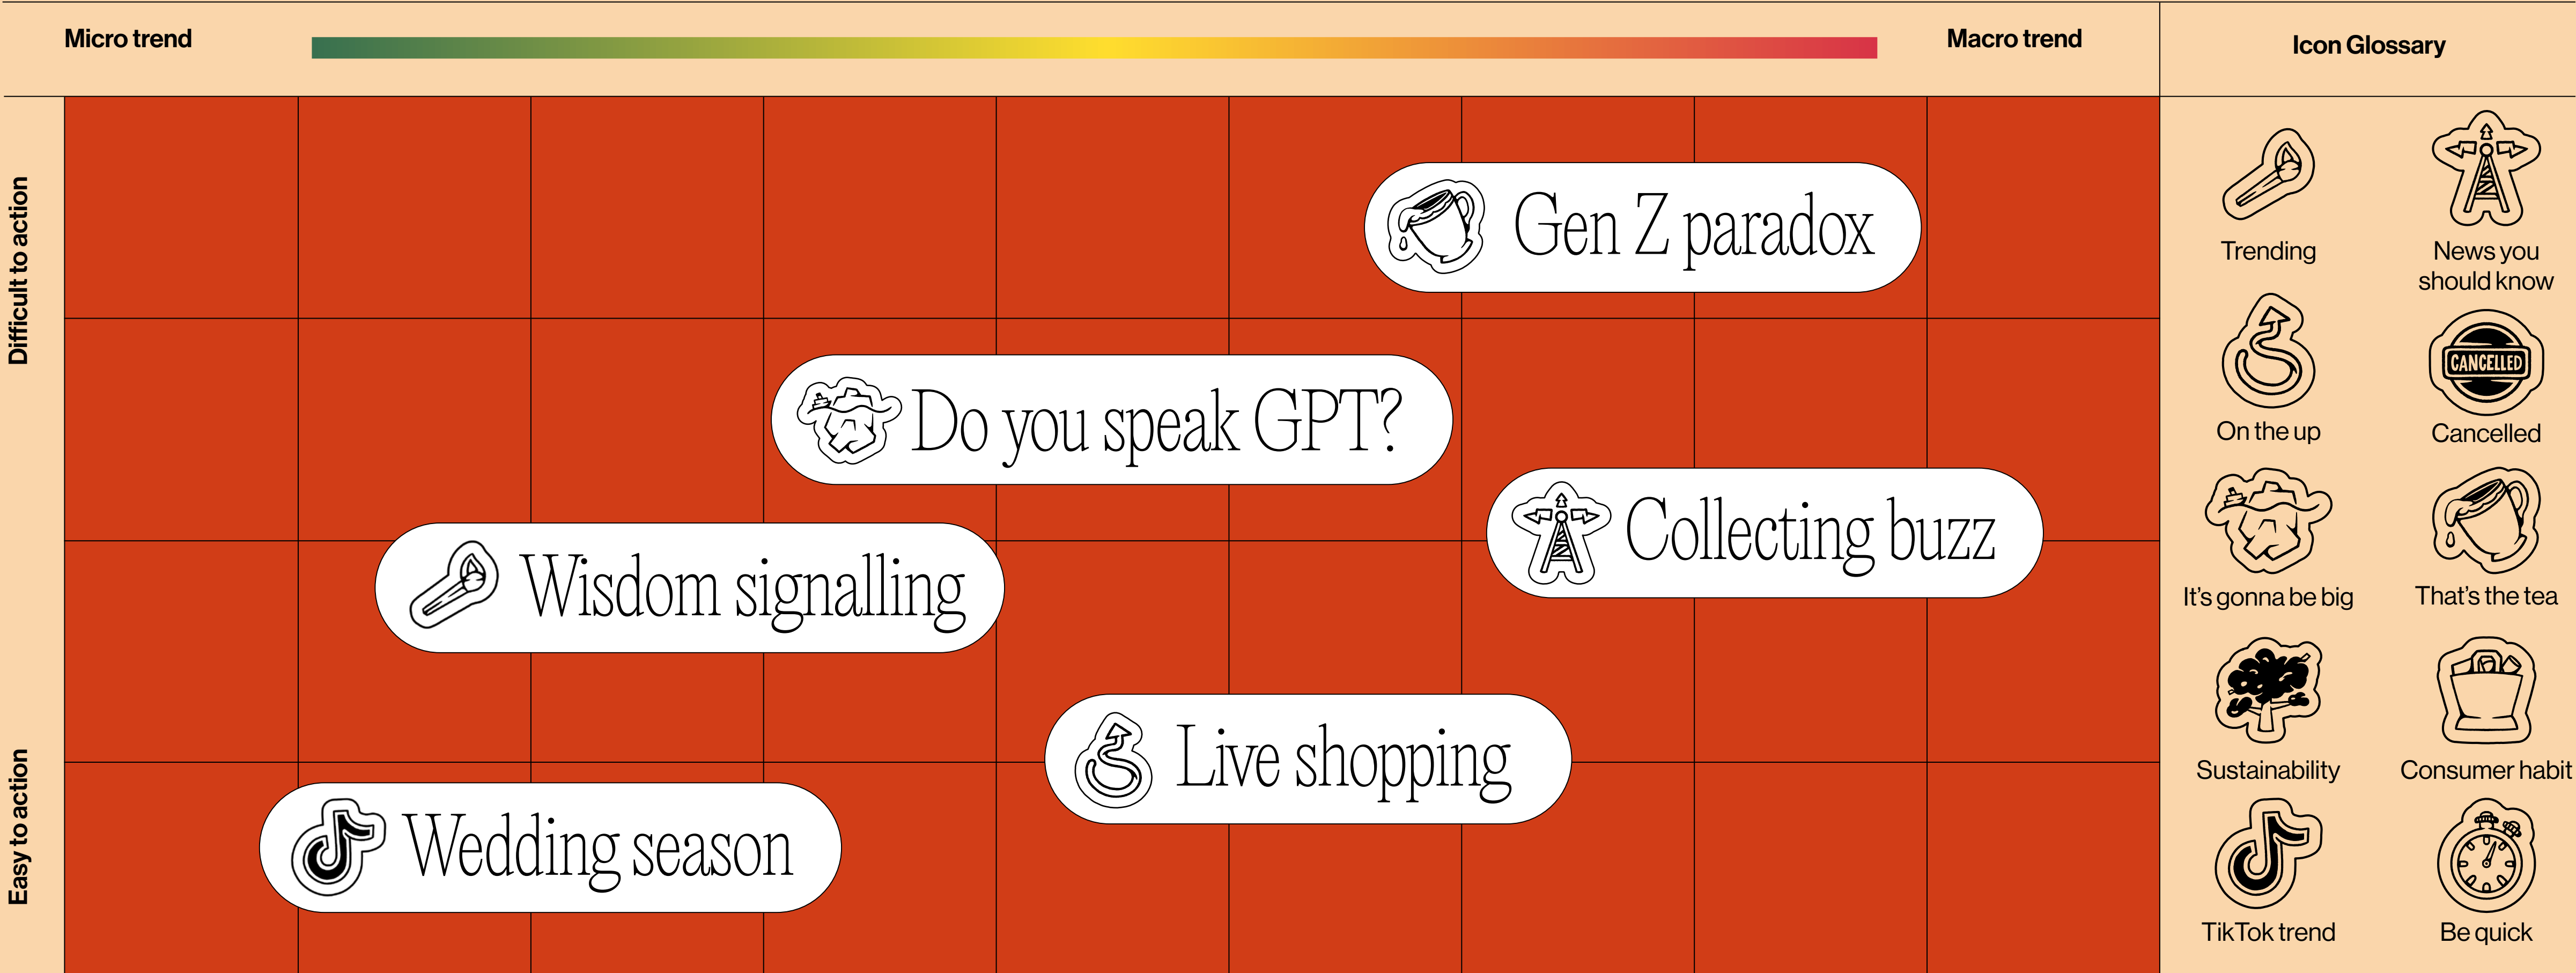 Micro trend
Macro trend
Icon Glossary
Difficult to action
Easy to action
Gen Z paradox
Do you speak GPT?
Collecting buzz
Wisdom signalling
Live shopping
Wedding season
Trending
News you
should know
On the up
CANCELLED
Cancelled
It's gonna be big
That's the tea
Sustainability
Consumer habit
TikTok trend
Be quick